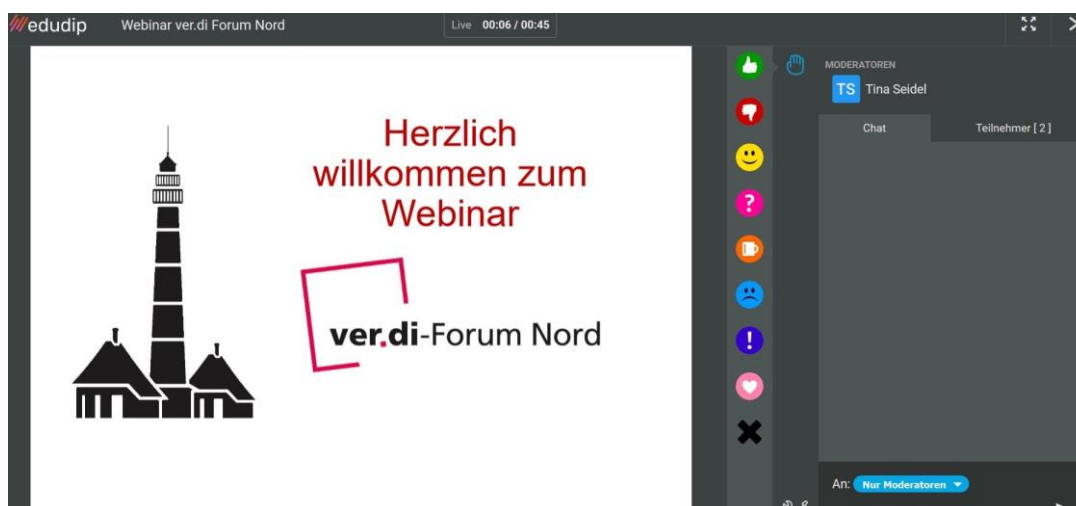 edudip
Webinar ver.di Forum Nord
Live 00:06 / 00:45
Herzlich
willkommen zum
Webinar
ver.di-Forum Nord
MODERATOREN
TS Tina Seidel
Chat
Teilnehmer [ 2 ]
An: Nur Moderatoren